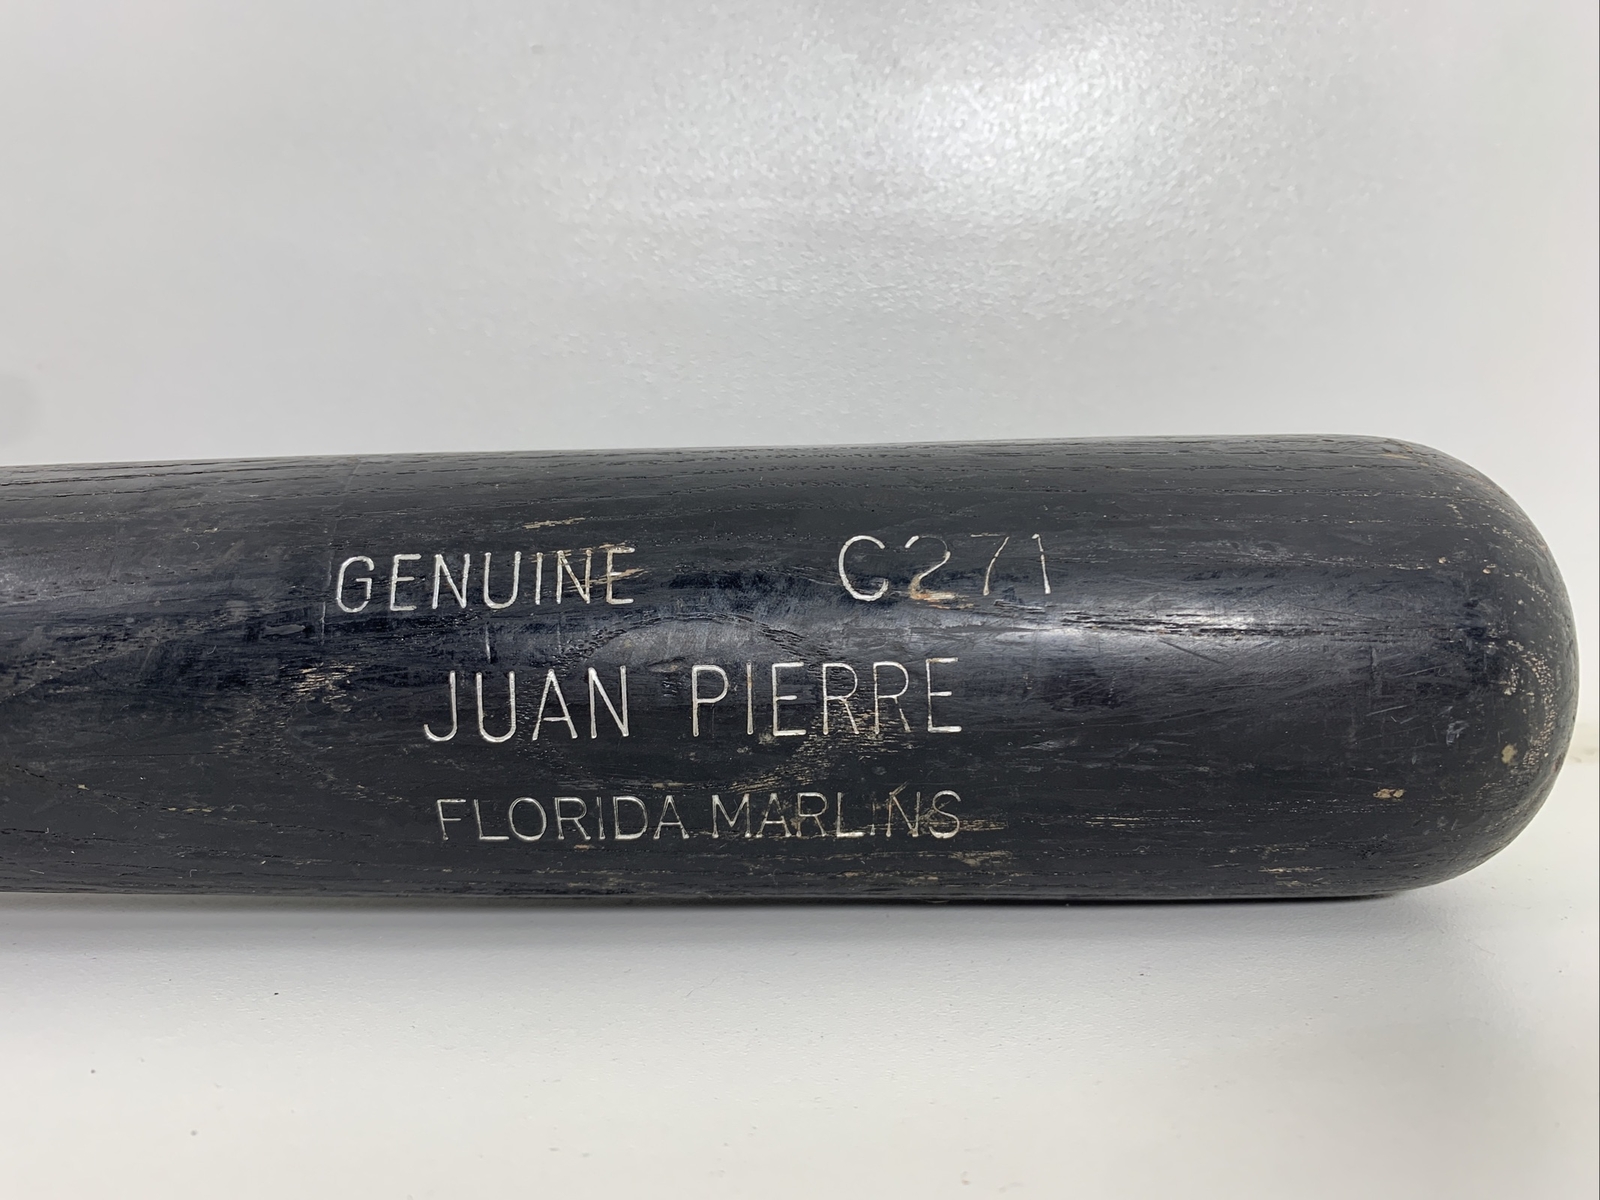 GENUINE C271
JUAN PIERRE
FLORIDA MARLINS